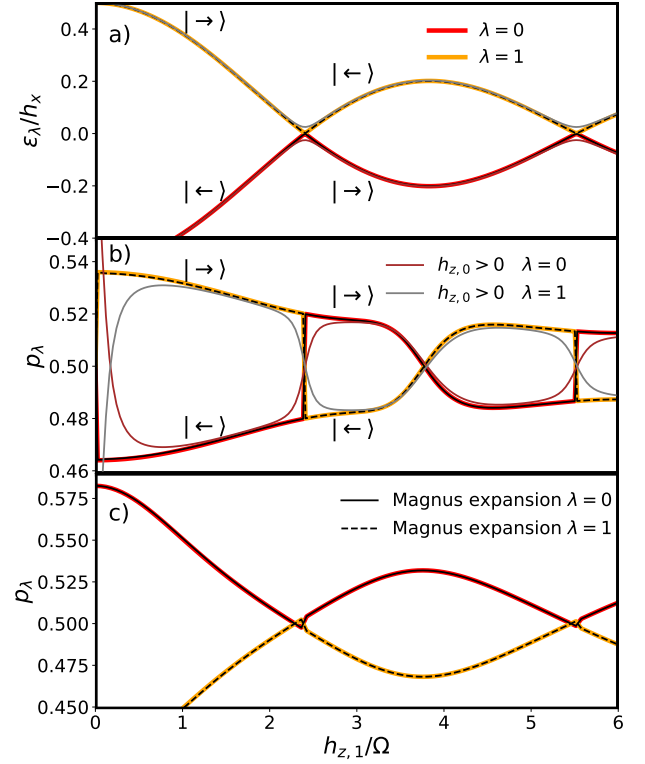 a)
| → ⟩
| ← ⟩
| ← ⟩
| → ⟩
λ = 0
λ = 1
0.4
0.2
0.0
−0.2
−0.4
ε_λ/h_x
b)
| → ⟩
| → ⟩
| ← ⟩
| ← ⟩
h_{z,0} > 0 λ = 0
h_{z,0} > 0 λ = 1
0.54
0.52
0.50
0.48
0.46
p_λ
c)
Magnus expansion λ = 0
Magnus expansion λ = 1
0.575
0.550
0.525
0.500
0.475
0.450
p_λ
0 1 2 3 4 5 6
h_{z,1}/Ω